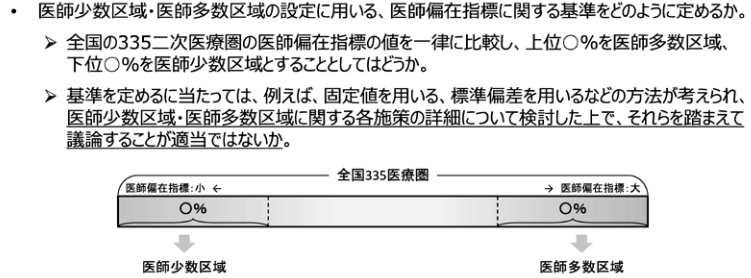 • 医師少数区域・医師多数区域の設定に用いる、医師偏在指標に関する基準をどのように定めるか。
➢ 全国の335二次医療圏の医師偏在指標の値を一律に比較し、上位○%を医師多数区域、
下位○%を医師少数区域とすることとしてはどうか。
➢ 基準を定めるに当たっては、例えば、固定値を用いる、標準偏差を用いるなどの方法が考えられ、
医師少数区域・医師多数区域に関する各施策の詳細について検討した上で、それらを踏まえて
議論することが適当ではないか。
全国335医療圏
医師偏在指標:小 ← → 医師偏在指標:大
○% ○%
医師少数区域 医師多数区域